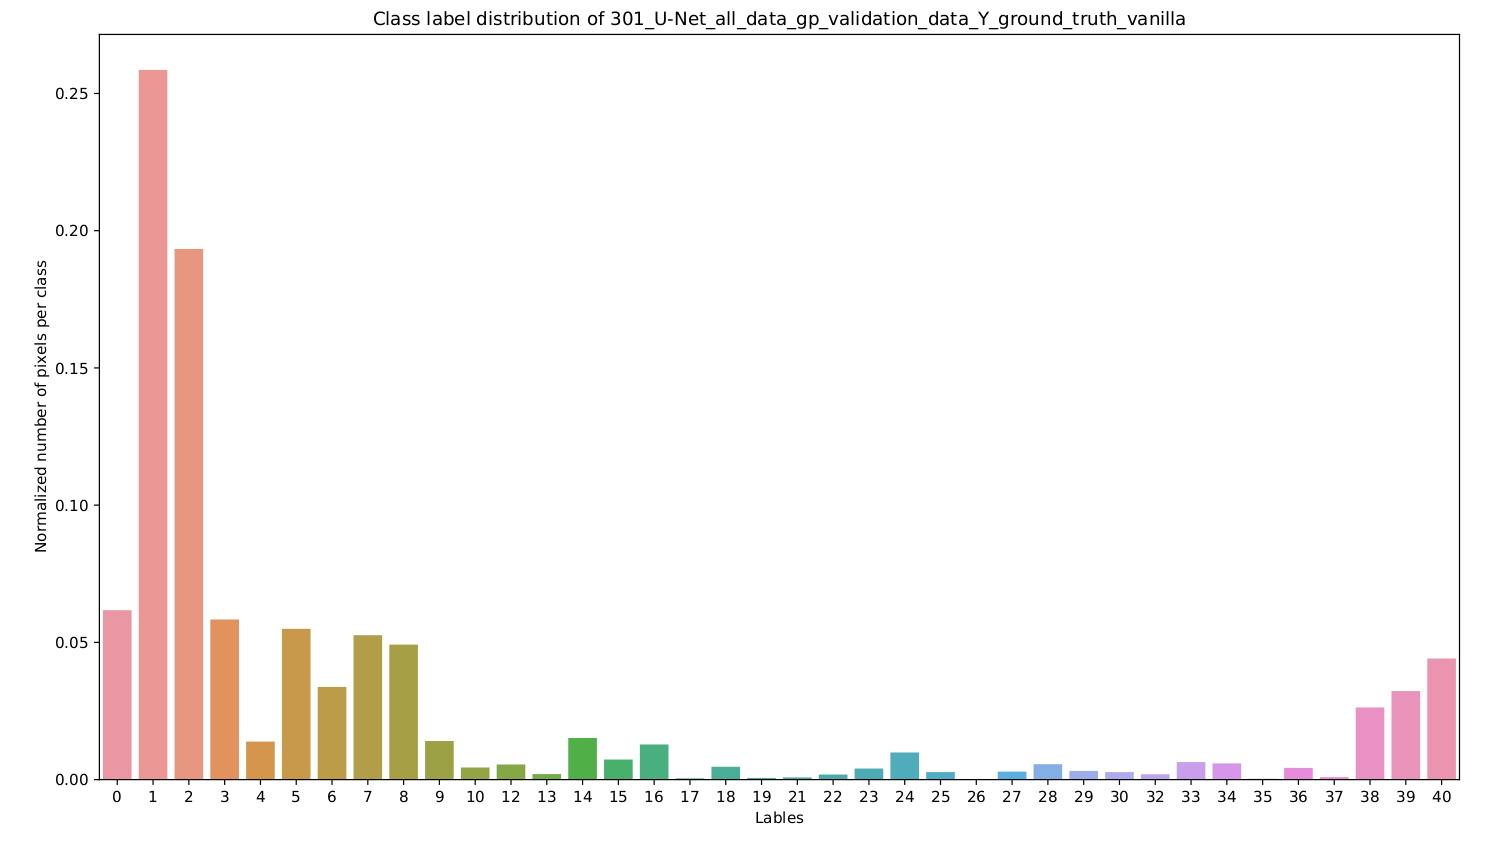 Class label distribution of 301_U-Net_all_data_gp_validation_data_Y_ground_truth_vanilla
Normalized number of pixels per class
0.25
0.20
0.15
0.10
0.05
0.00
0 1 2 3 4 5 6 7 8 9 10 12 13 14 15 16 17 18 19 21 22 23 24 25 26 27 28 29 30 32 33 34 35 36 37 38 39 40
Lables